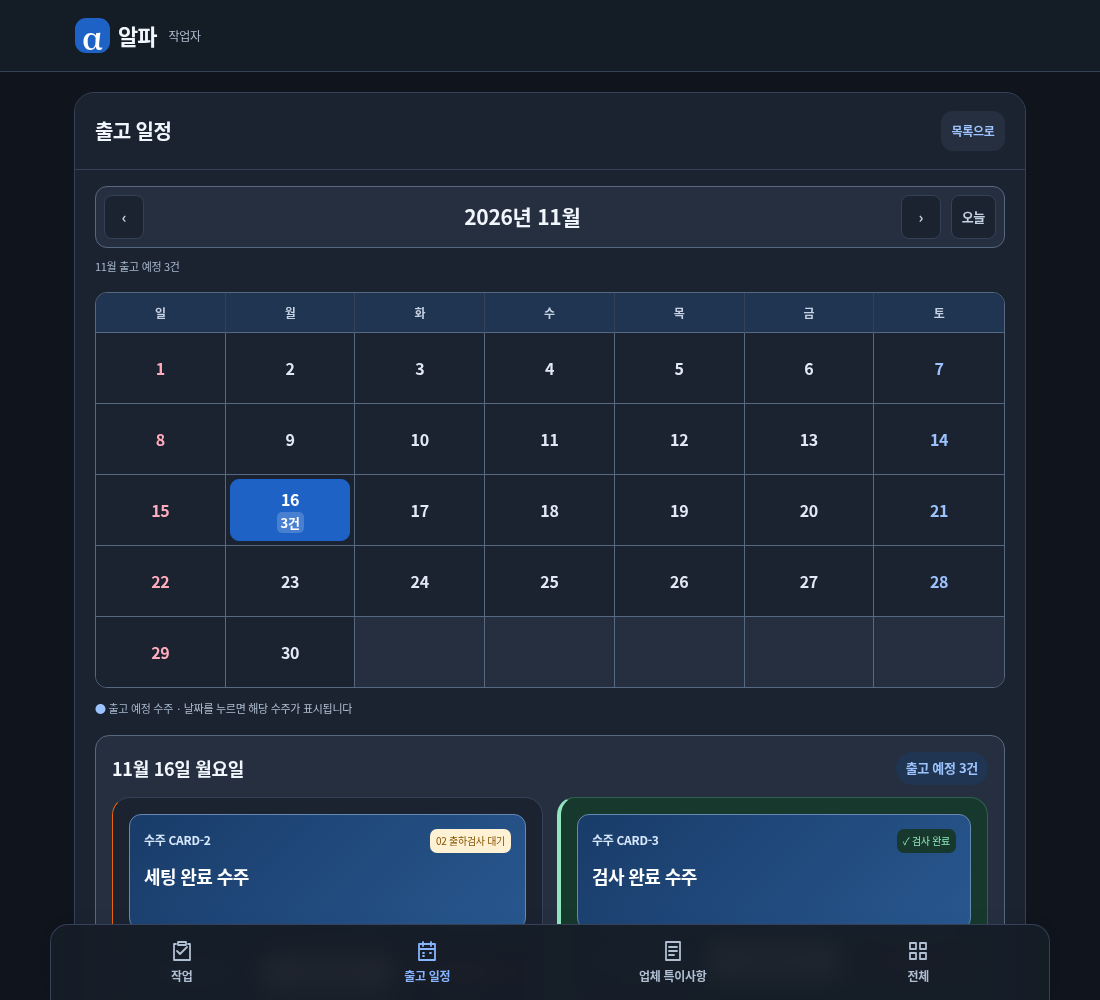 α 알파 작업자
출고 일정
목록으로
‹ 2026년 11월 › 오늘
11월 출고 예정 3건
일 월 화 수 목 금 토
1 2 3 4 5 6 7
8 9 10 11 12 13 14
15 16 17 18 19 20 21
3건
22 23 24 25 26 27 28
29 30
출고 예정 수주 · 날짜를 누르면 해당 수주가 표시됩니다
11월 16일 월요일
출고 예정 3건
수주 CARD-2
02 출하검사 대기
세팅 완료 수주
수주 CARD-3
✓ 검사 완료
검사 완료 수주
작업 출고 일정 업체 특이사항 전체